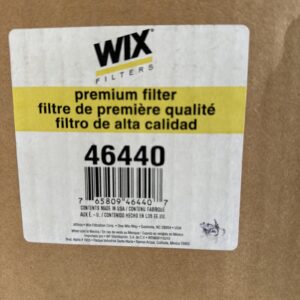 WIX
FILTERS
premium filter
filtre de première qualité
filtro de alta calidad
46440
7 65809 46440 7
CONTENTS MADE IN USA / CONTENU FABRIQUÉ
AUX É. - U. / CONTENIDO HECHO EN LOS EE.UU.